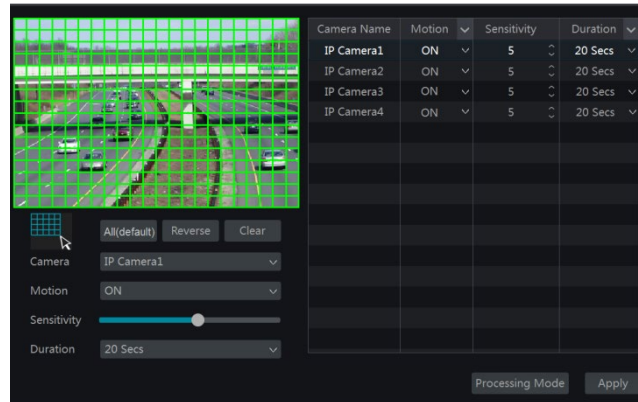 Camera Name Motion Sensitivity Duration
IP Camera1 ON 5 20 Secs
IP Camera2 ON 5 20 Secs
IP Camera3 ON 5 20 Secs
IP Camera4 ON 5 20 Secs
All(default) Reverse Clear
Camera IP Camera1
Motion ON
Sensitivity
Duration 20 Secs
Processing Mode Apply